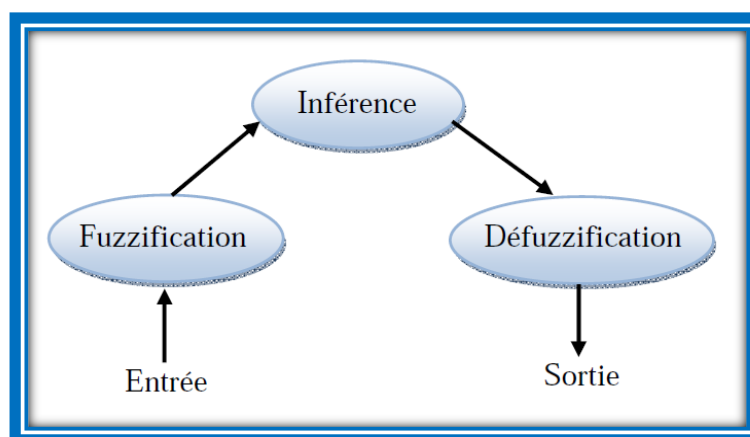 Inférence
Fuzzification
Défuzzification
Entrée
Sortie